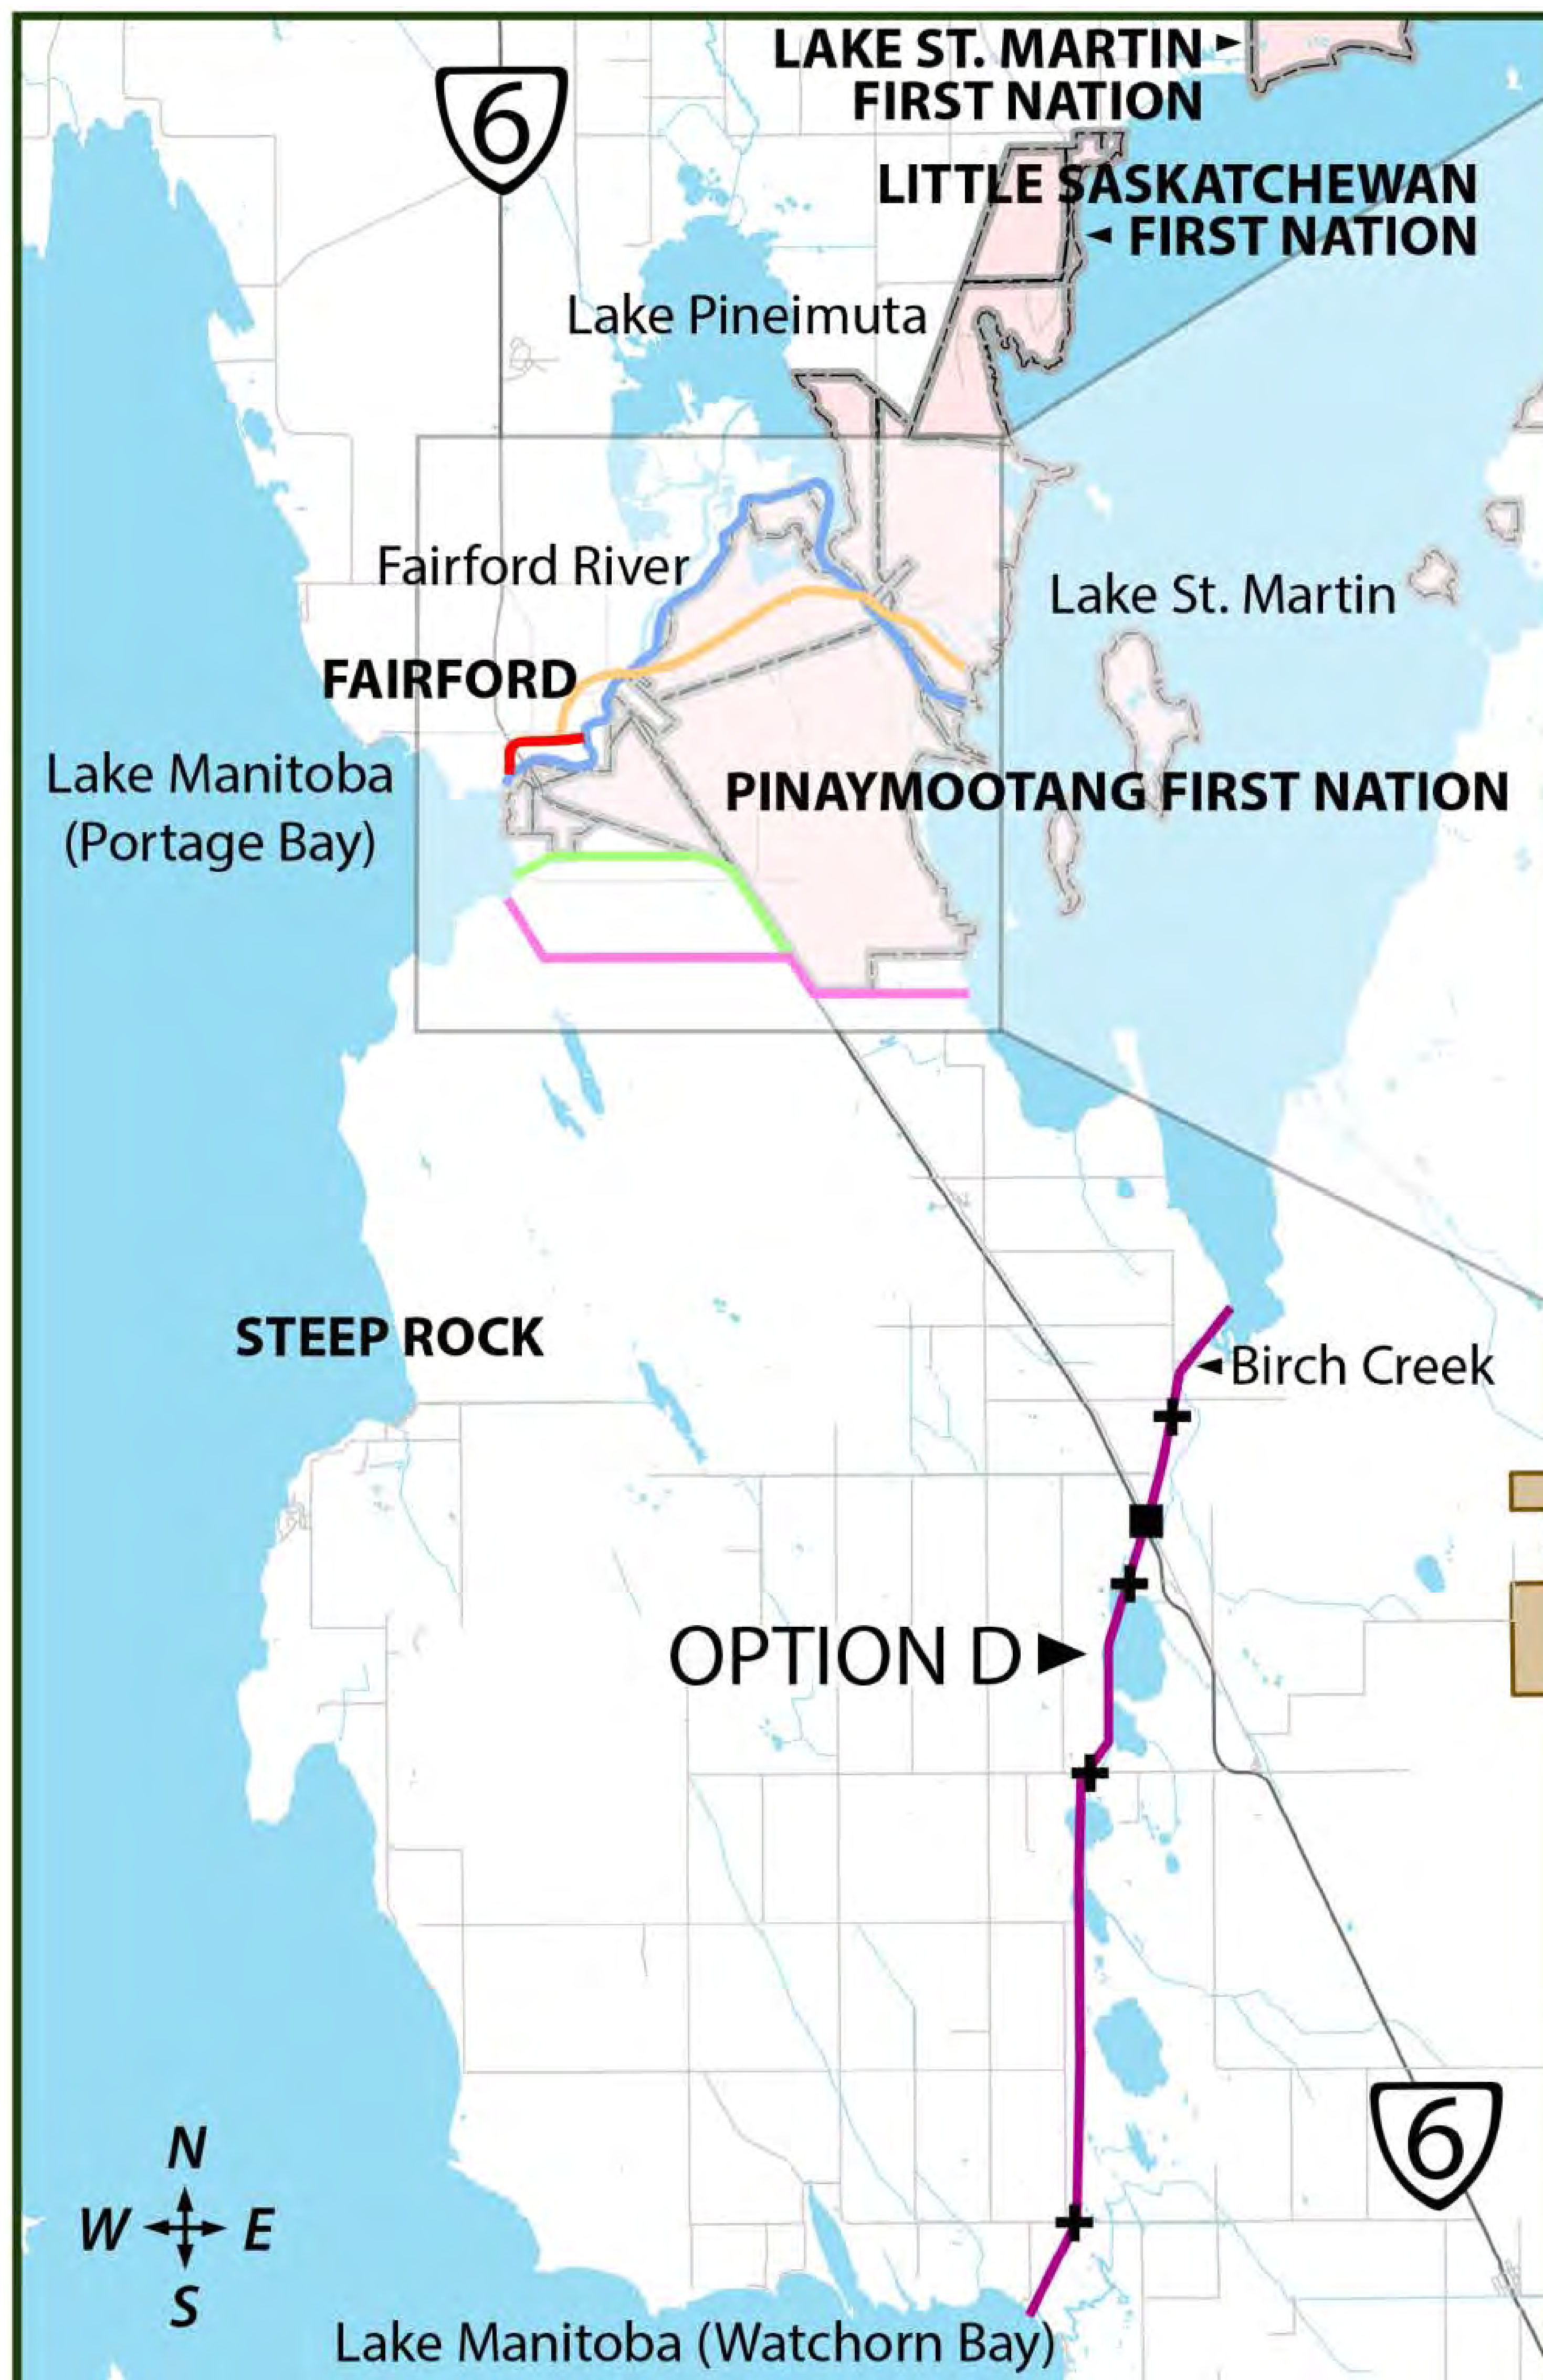 LAKE ST. MARTIN
FIRST NATION
6
LITTLE SASKATCHEWAN
FIRST NATION
Lake Pineimuta
Fairford River
Lake St. Martin
FAIRFORD
Lake Manitoba
(Portage Bay)
PINAYMOOTANG FIRST NATION
STEEP ROCK
Birch Creek
OPTION D
6
N
W E
S
Lake Manitoba (Watchorn Bay)